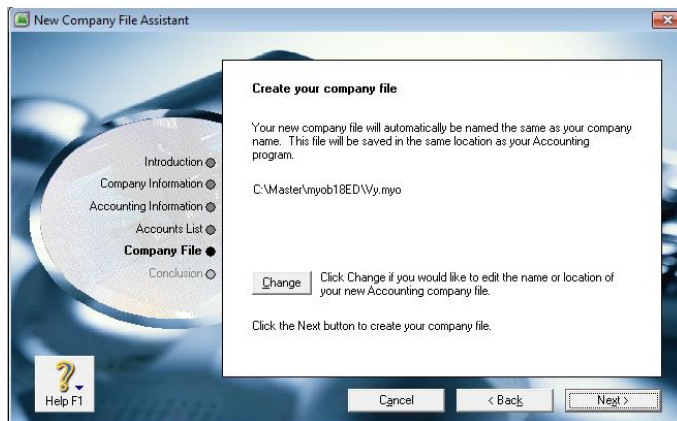 New Company File Assistant
Create your company file
Your new company file will automatically be named the same as your company
name. This file will be saved in the same location as your Accounting
program.
C:\Master\myob18ED\Vy.myo
Introduction
Company Information
Accounting Information
Accounts List
Company File
Conclusion
Change
Click Change if you would like to edit the name or location of
your new Accounting company file.
Click the Next button to create your company file.
Help F1
Cancel
< Back
Next >